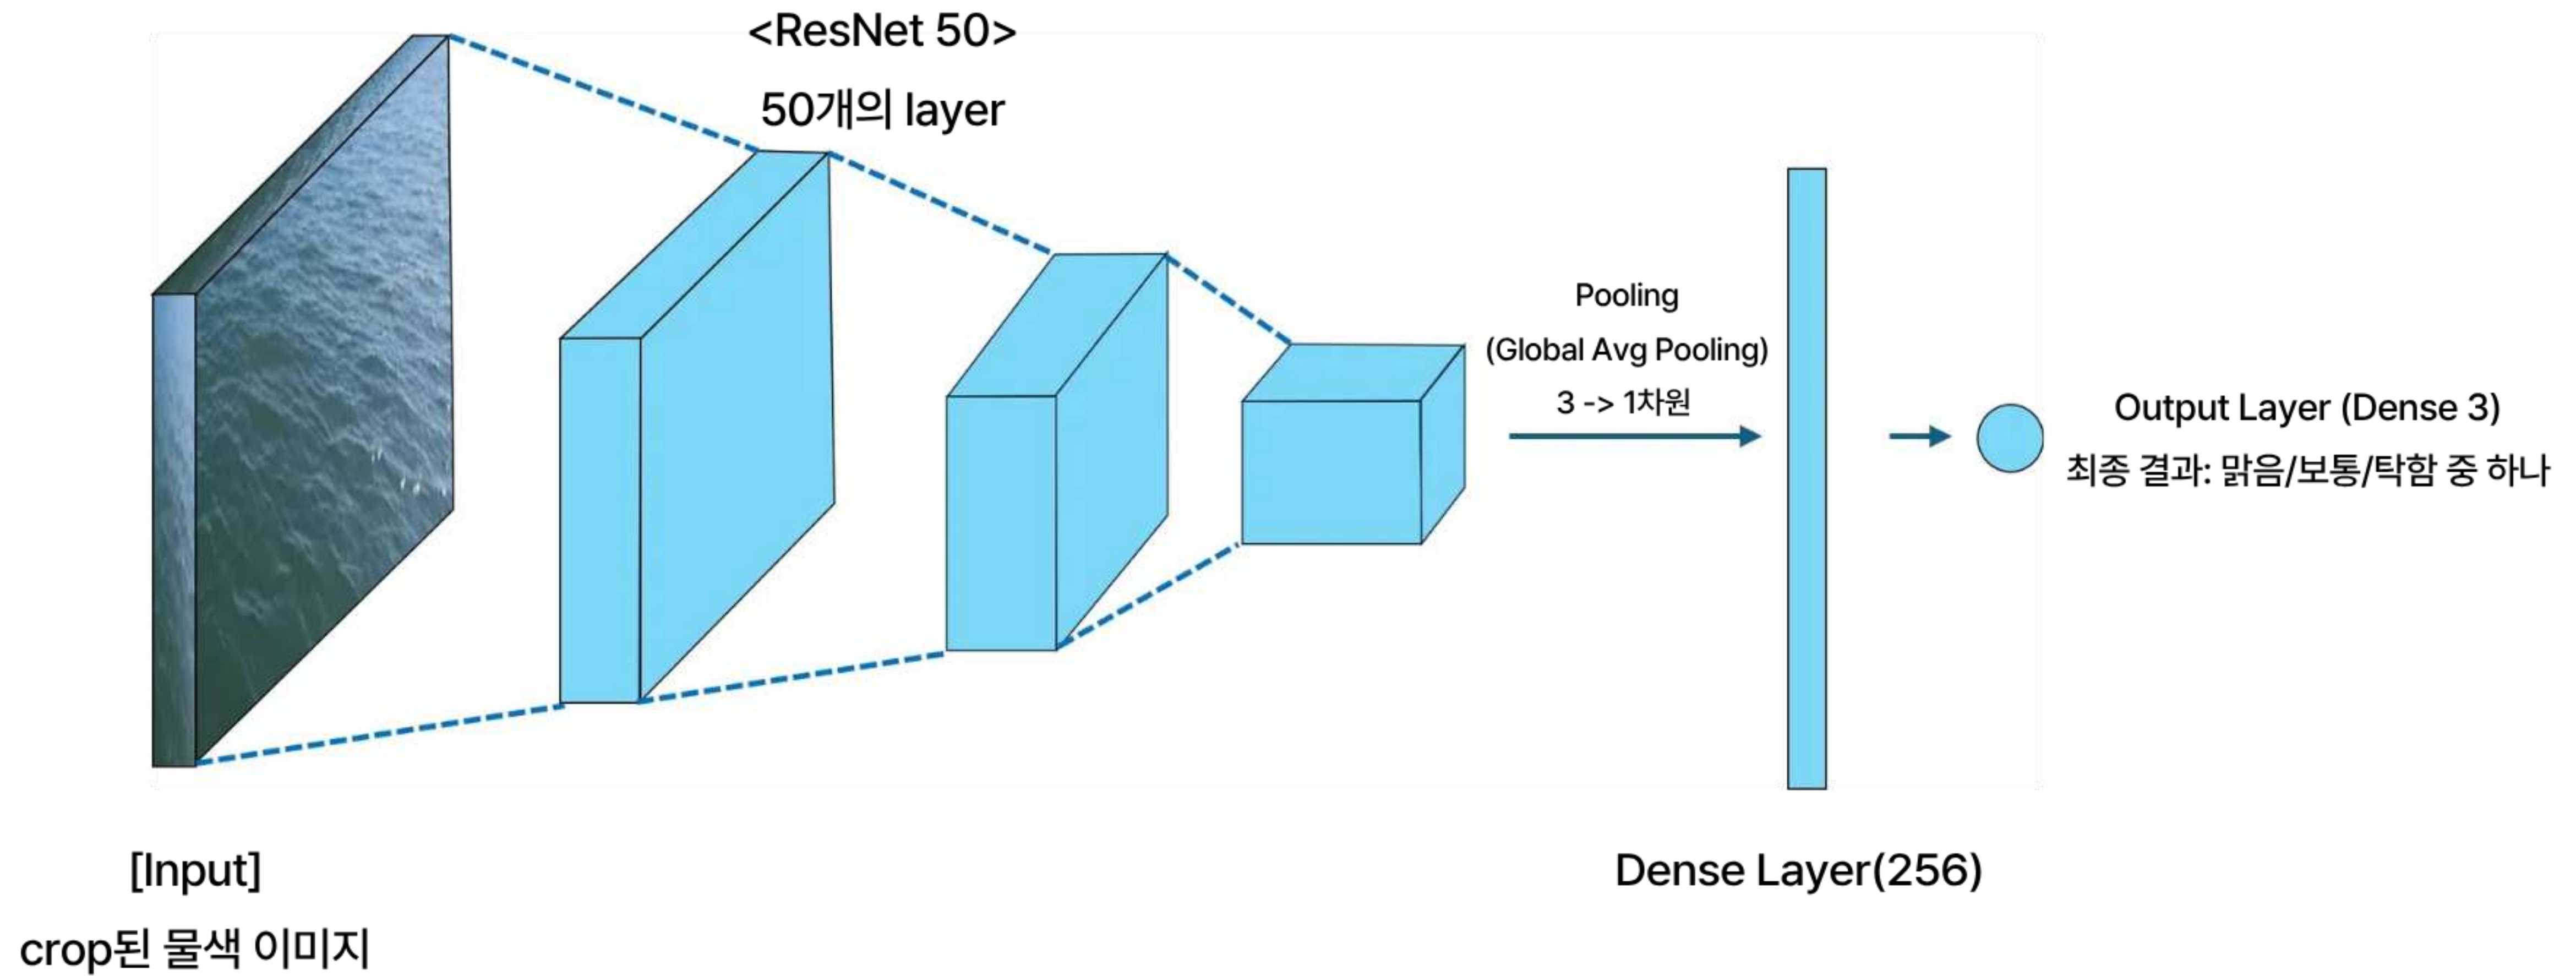 <ResNet 50>
50개의 layer
Pooling
(Global Avg Pooling)
3 -> 1차원
Output Layer (Dense 3)
최종 결과: 맑음/보통/탁함 중 하나
[Input]
crop된 물색 이미지
Dense Layer(256)